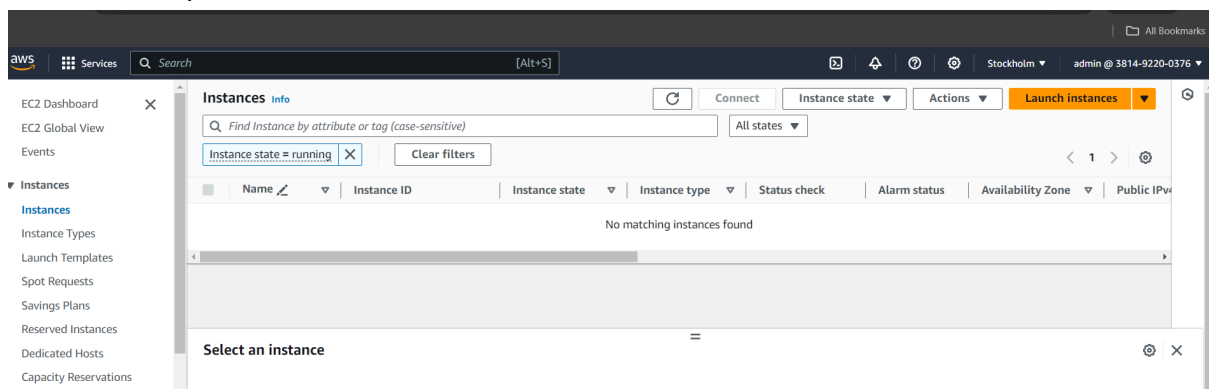 All Bookmarks
aws Services Search [Alt+S] Stockholm ▼ admin @ 3814-9220-0376 ▼
EC2 Dashboard
EC2 Global View
Events
Instances
Instances
Instance Types
Launch Templates
Spot Requests
Savings Plans
Reserved Instances
Dedicated Hosts
Capacity Reservations
Instances Info Connect Instance state ▼ Actions ▼ Launch instances ▼
Find Instance by attribute or tag (case-sensitive) All states ▼
Instance state = running Clear filters < 1 >
Name Instance ID Instance state Instance type Status check Alarm status Availability Zone Public IPv4
No matching instances found
Select an instance